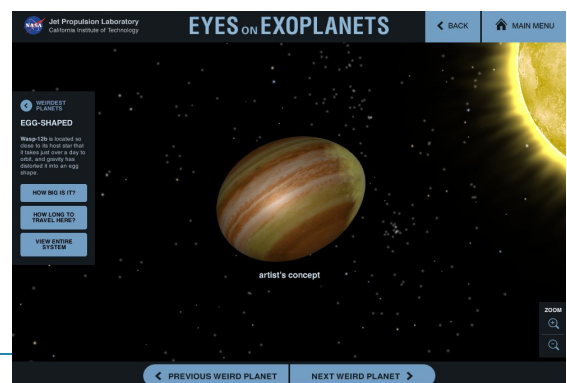 NASA
Jet Propulsion Laboratory
California Institute of Technology
EYES ON EXOPLANETS
BACK
MAIN MENU
WEIRDEST
PLANETS
EGG-SHAPED
Wasp-12b is located so
close to its host star that
it takes just over a day to
orbit, and gravity has
distorted it into an egg
shape.
HOW BIG IS IT?
HOW LONG TO
TRAVEL HERE?
VIEW ENTIRE
SYSTEM
artist's concept
ZOOM
PREVIOUS WEIRD PLANET
NEXT WEIRD PLANET